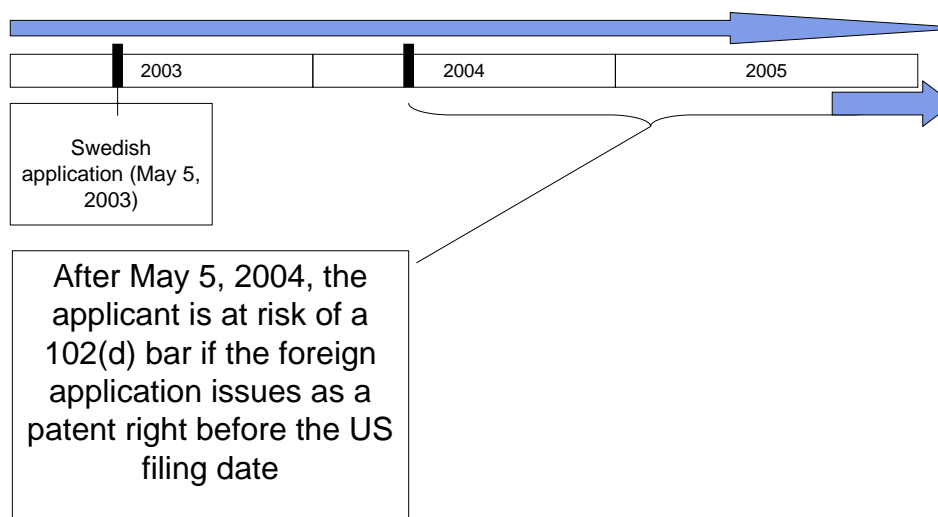 2003
2004
2005
Swedish
application (May 5,
2003)
After May 5, 2004, the
applicant is at risk of a
102(d) bar if the foreign
application issues as a
patent right before the US
filing date